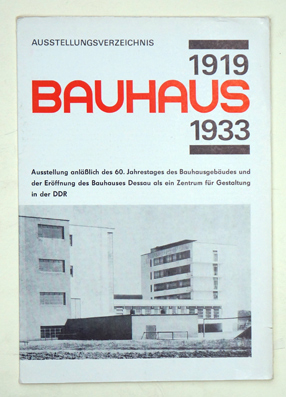 AUSSTELLUNGSVERZEICHNIS
1919
BAUHAUS
1933
Ausstellung anläßlich des 60. Jahrestages des Bauhausgebäudes und
der Eröffnung des Bauhauses Dessau als ein Zentrum für Gestaltung
in der DDR